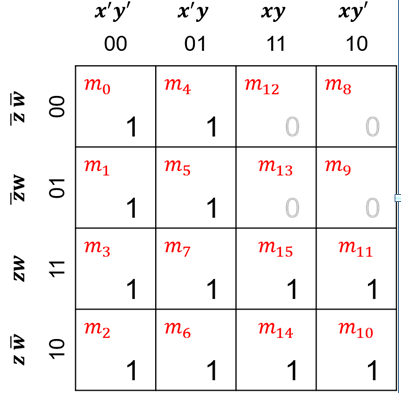 x′y′ x′y xy xy′
00 01 11 10
z̅ w̅ 00 m₀ m₄ m₁₂ m₈
1 1 0 0
z̅w 01 m₁ m₅ m₁₃ m₉
1 1 0 0
zw 11 m₃ m₇ m₁₅ m₁₁
1 1 1 1
z w̅ 10 m₂ m₆ m₁₄ m₁₀
1 1 1 1